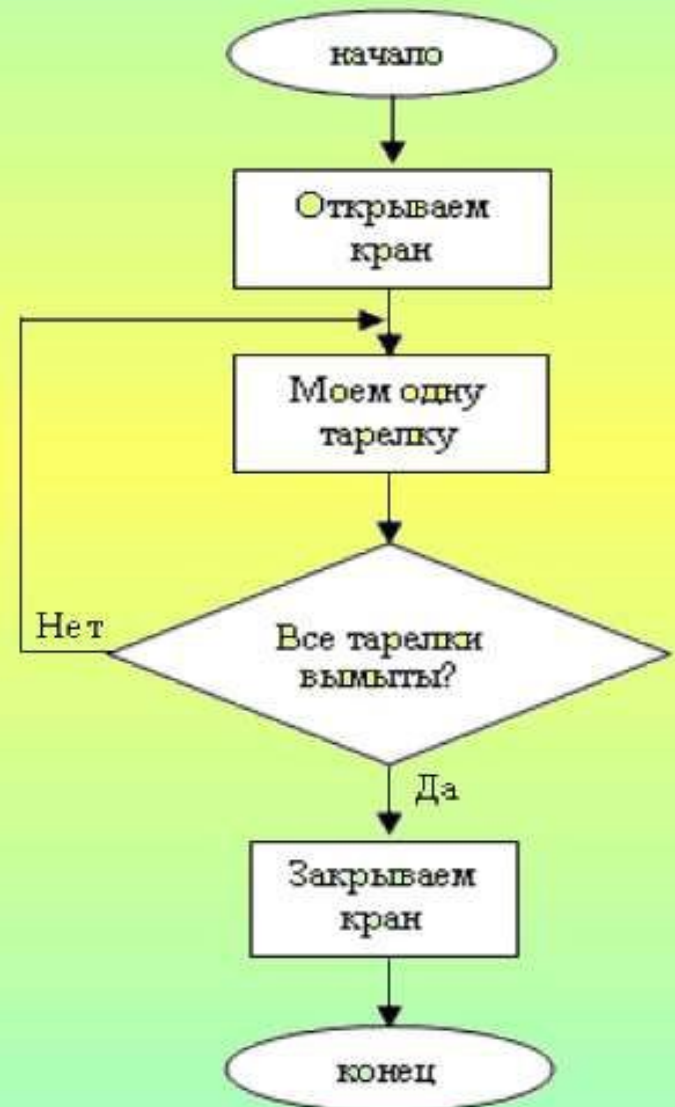 начало
Открываем
кран
Моем одну
тарелку
Все тарелки
вымыты?
Нет
Да
Закрываем
кран
конец